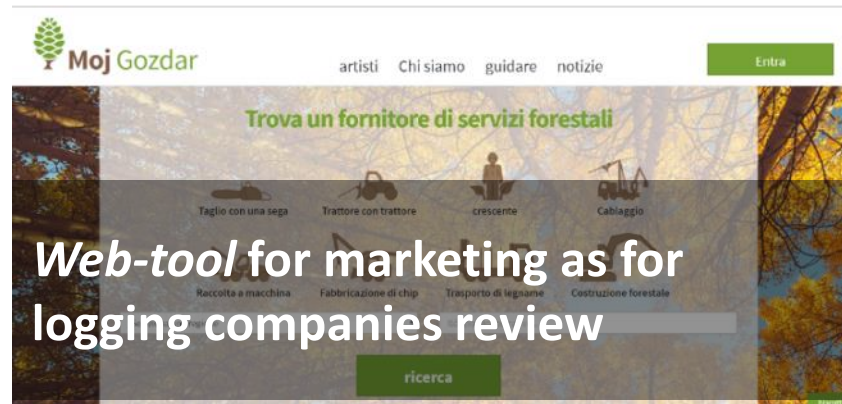 Moj Gozdar
artisti Chi siamo guidare notizie Entra
Trova un fornitore di servizi forestali
Taglio con una sega Trattore con trattore crescente Cablaggio
Web-tool for marketing as for
Raccolta a macchina Fabbricazione di chip Trasporto di legname Costruzione forestale
logging companies review
ricerca